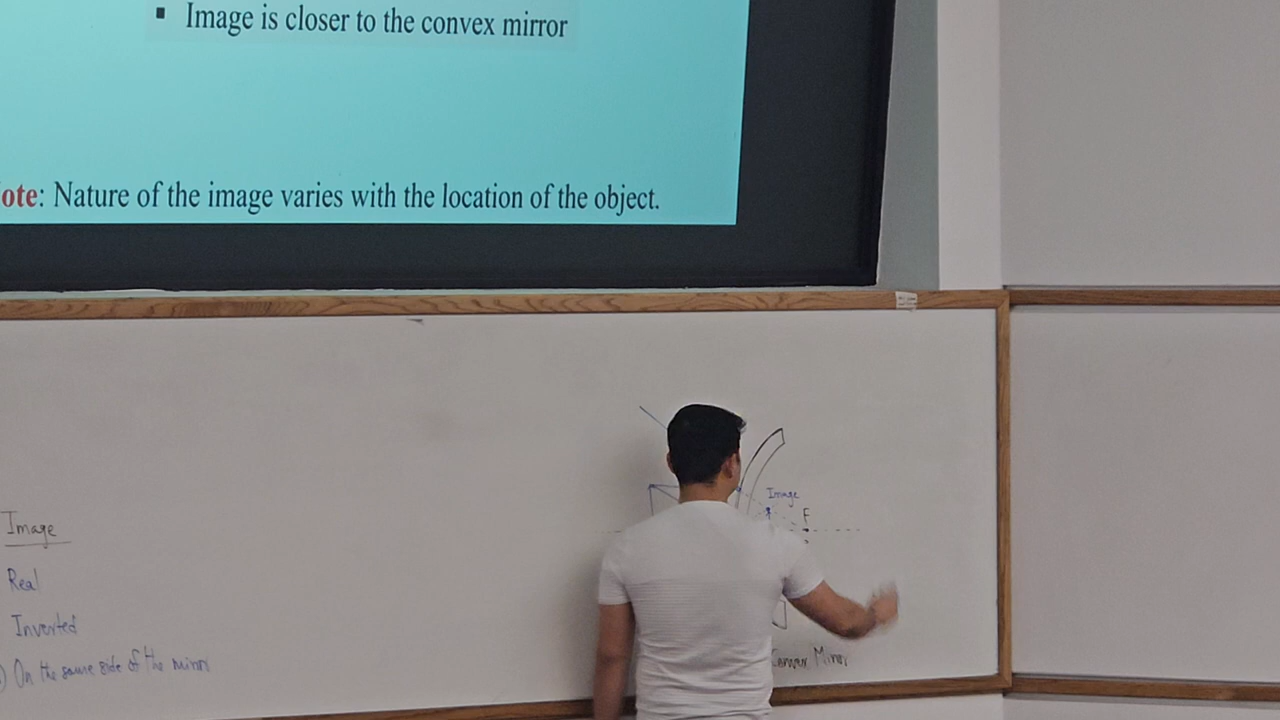 ▪ Image is closer to the convex mirror
ote: Nature of the image varies with the location of the object.
Image
F
Image
Real
Inverted
) On the same side of the mirror
Convex Mirror